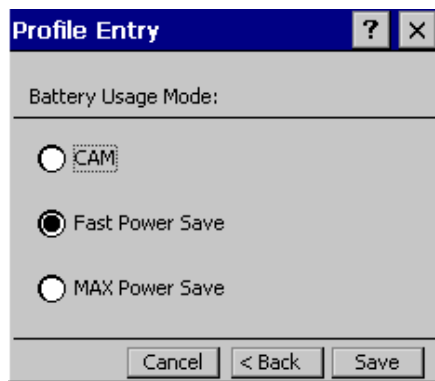 Profile Entry ? ×
Battery Usage Mode:
CAM
Fast Power Save
MAX Power Save
Cancel < Back Save